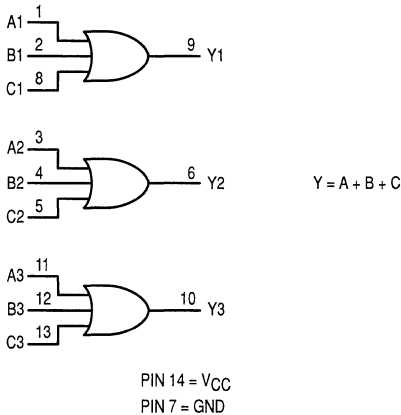 A1 1
B1 2 9 Y1
C1 8
A2 3
B2 4 6 Y2
C2 5
Y = A + B + C
A3 11
B3 12 10 Y3
C3 13
PIN 14 = VCC
PIN 7 = GND